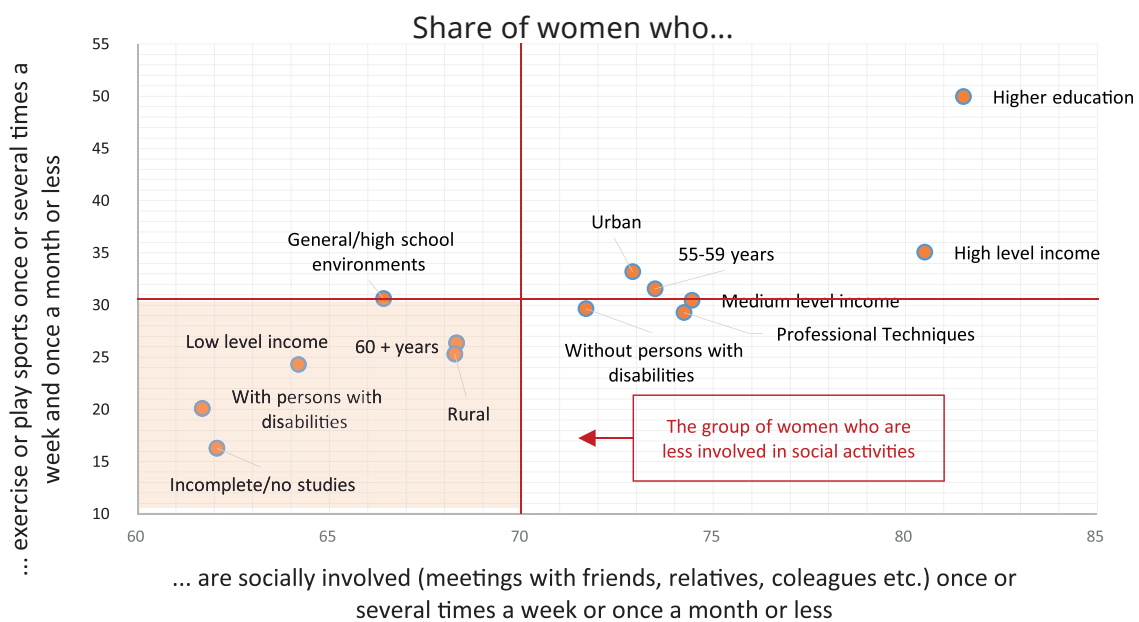 Share of women who...
... exercise or play sports once or several times a
week and once a month or less
55
50
45
40
35
30
25
20
15
10
Higher education
Urban
General/high school
environments
55-59 years
High level income
Medium level income
Professional Techniques
Low level income
60 + years
Without persons with
disabilities
With persons with
disabilities
Rural
The group of women who are
less involved in social activities
Incomplete/no studies
60
65
70
75
80
85
... are socially involved (meetings with friends, relatives, coleagues etc.) once or
several times a week or once a month or less